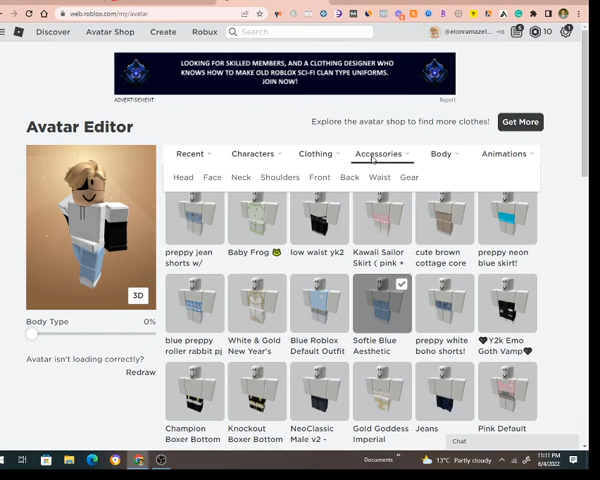 web.roblox.com/my/avatar
Discover Avatar Shop Create Robux Search @elonramazel... +13 10
LOOKING FOR SKILLED MEMBERS, AND A CLOTHING DESIGNER WHO
KNOWS HOW TO MAKE OLD ROBLOX SCI-FI CLAN TYPE UNIFORMS.
JOIN NOW!
ADVERTISEMENT Report
Avatar Editor
Explore the avatar shop to find more clothes! Get More
Recent Characters Clothing Accessories Body Animations
Head Face Neck Shoulders Front Back Waist Gear
3D
Body Type 0%
Avatar isn't loading correctly?
Redraw
preppy jean Baby Frog 🐸 low waist yk2 Kawaii Sailor cute brown preppy neon
shorts w/ Skirt ( pink + cottage core blue skirt!
blue preppy White & Gold Blue Roblox Softie Blue preppy white 🖤Y2k Emo
roller rabbit pj New Year's Default Outfit Aesthetic boho shorts! Goth Vamp🖤
Champion Knockout NeoClassic Gold Goddess Jeans Pink Default
Boxer Bottom Boxer Bottom Male v2 - Imperial
Chat
Documents 13°C Partly cloudy 11:11 PM
6/4/2022